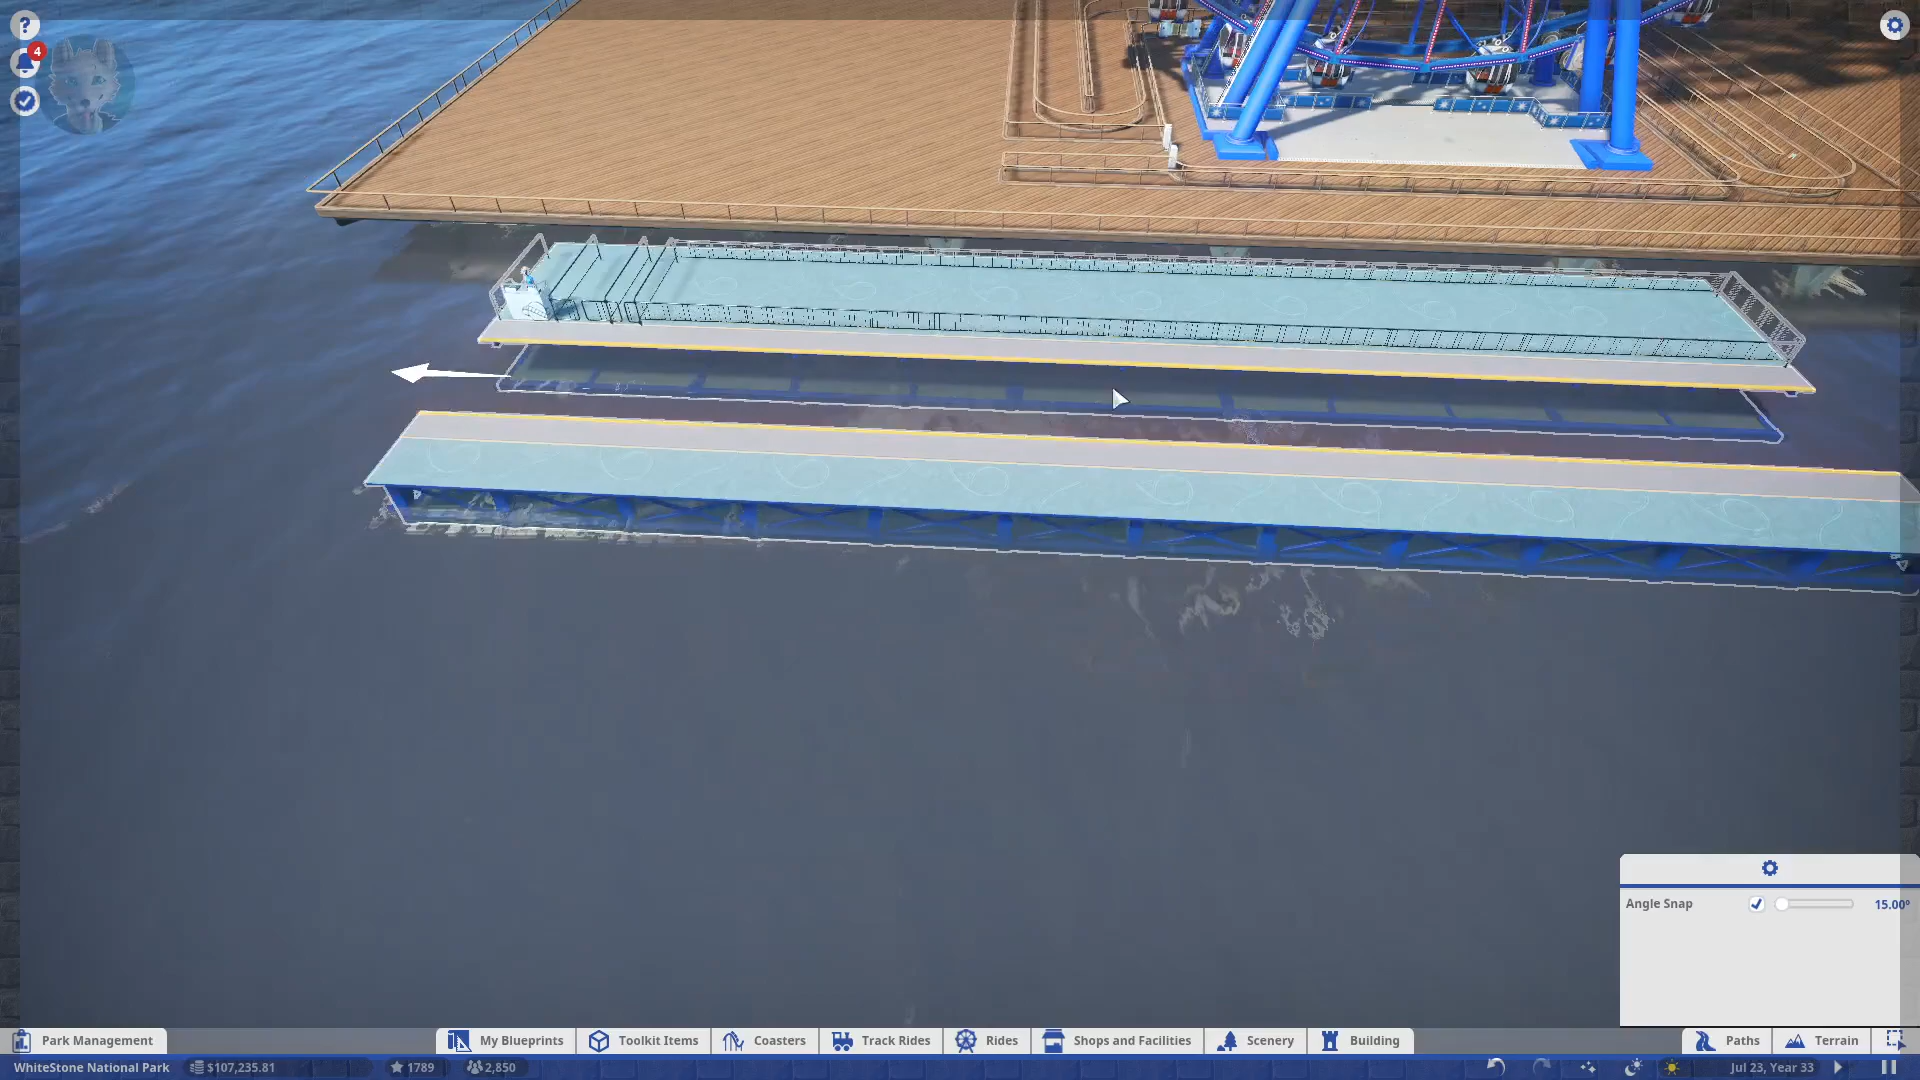 ?
4
Angle Snap 15.00°
Park Management
My Blueprints
Toolkit Items
Coasters
Track Rides
Rides
Shops and Facilities
Scenery
Building
Paths
Terrain
WhiteStone National Park
$107,235.81
1789
2,850
Jul 23, Year 33